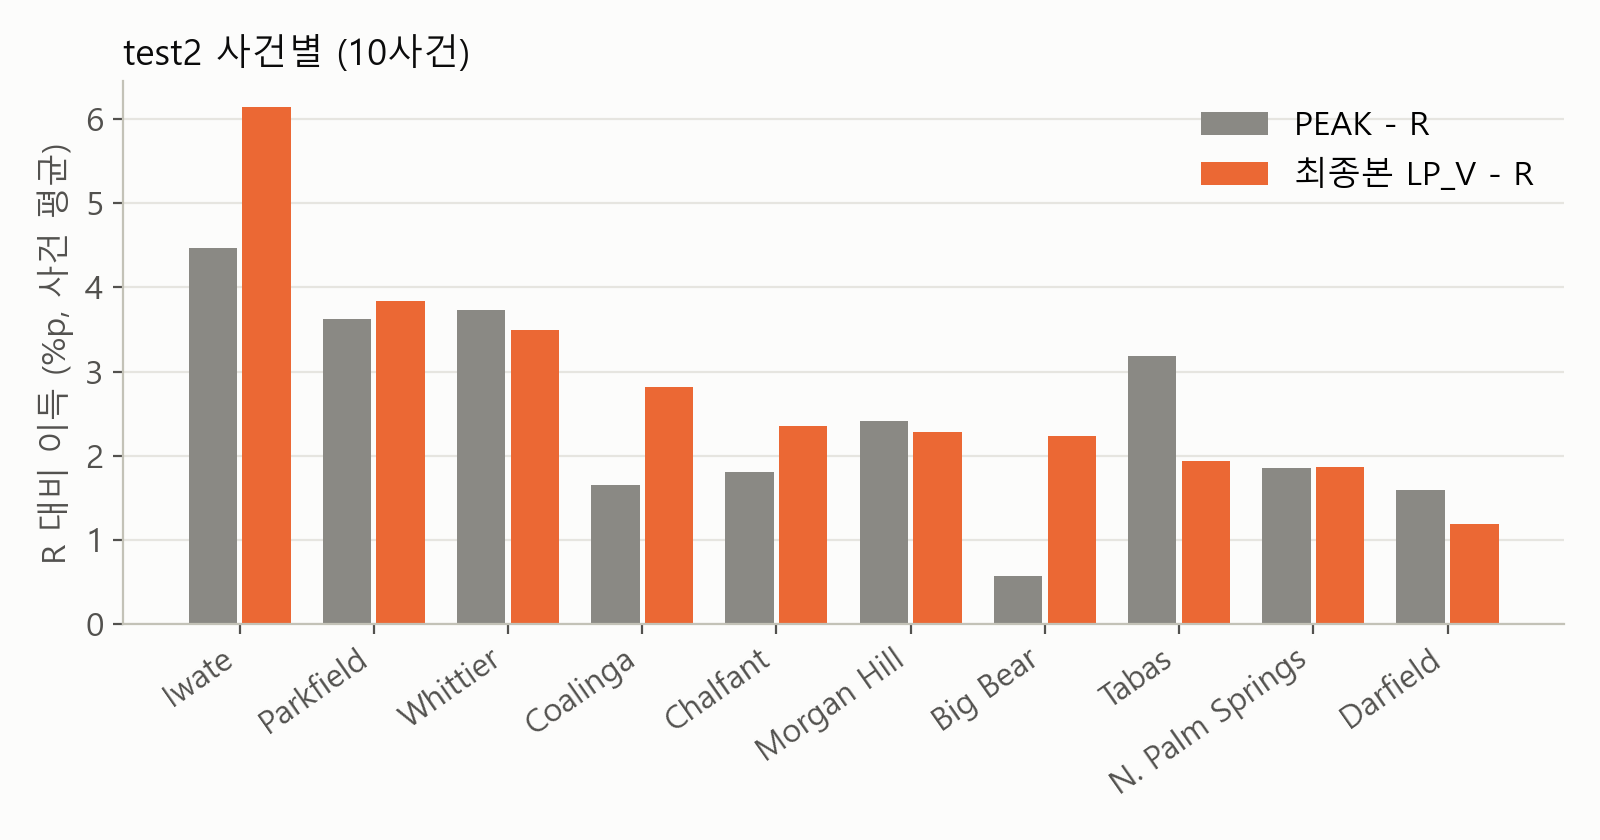 test2 사건별 (10사건)
R 대비 이득 (%p, 사건 평균)
6
5
4
3
2
1
0
PEAK - R
최종본 LP_V - R
Iwate
Parkfield
Whittier
Coalinga
Chalfant
Morgan Hill
Big Bear
Tabas
N. Palm Springs
Darfield